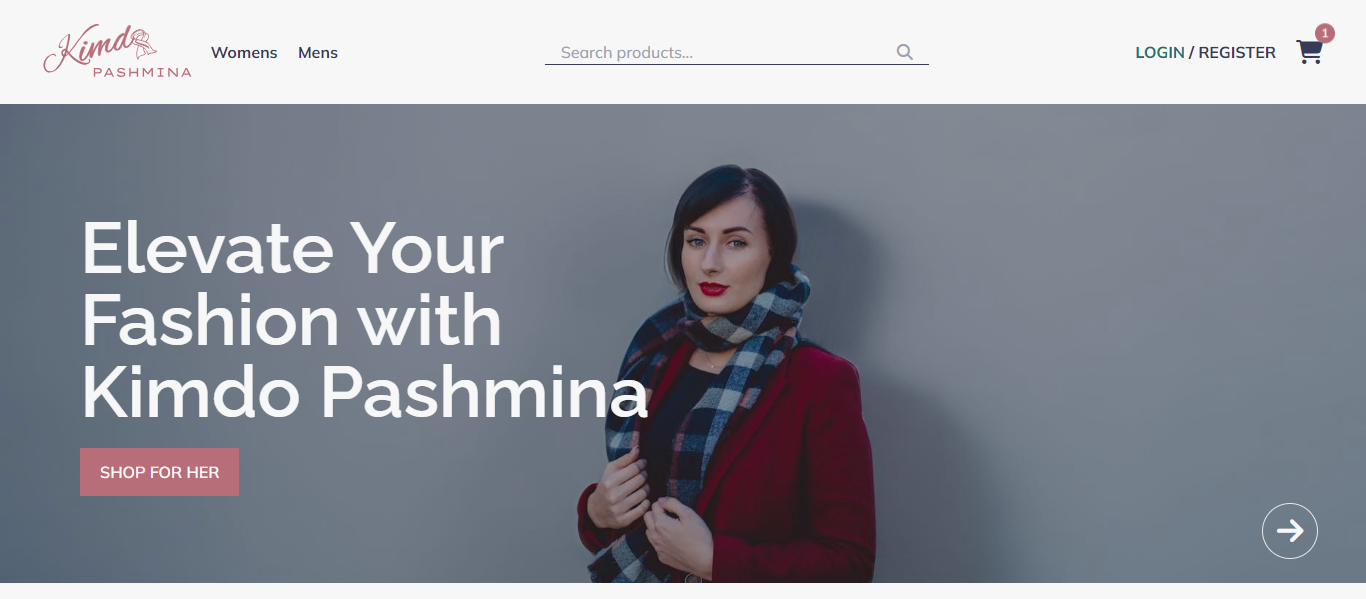 Kimdo
PASHMINA
Womens
Mens
Search products...
LOGIN / REGISTER
1
Elevate Your
Fashion with
Kimdo Pashmina
SHOP FOR HER